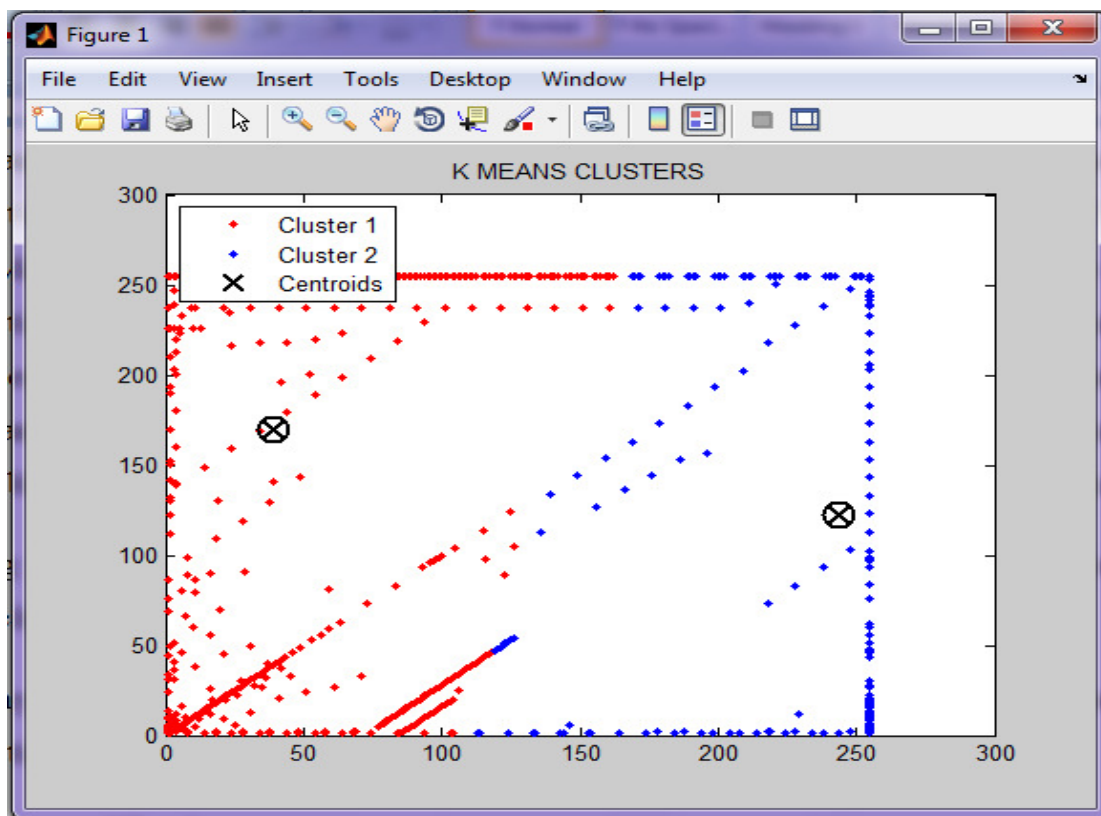 Figure 1
File Edit View Insert Tools Desktop Window Help
K MEANS CLUSTERS
300
250
200
150
100
50
0
Cluster 1
Cluster 2
Centroids
0 50 100 150 200 250 300